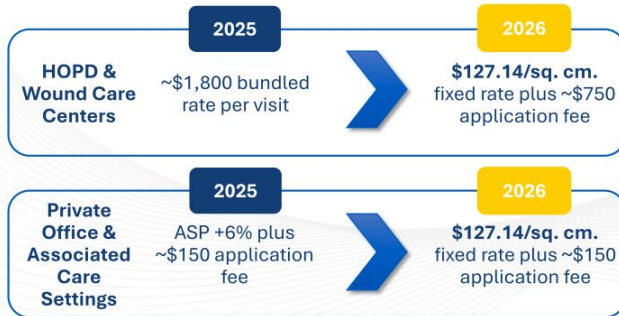 2025
2026
HOPD &
Wound Care
Centers
~$1,800 bundled
rate per visit
$127.14/sq. cm.
fixed rate plus ~$750
application fee
2025
2026
Private
Office &
Associated
Care
Settings
ASP +6% plus
~$150 application
fee
$127.14/sq. cm.
fixed rate plus ~$150
application fee